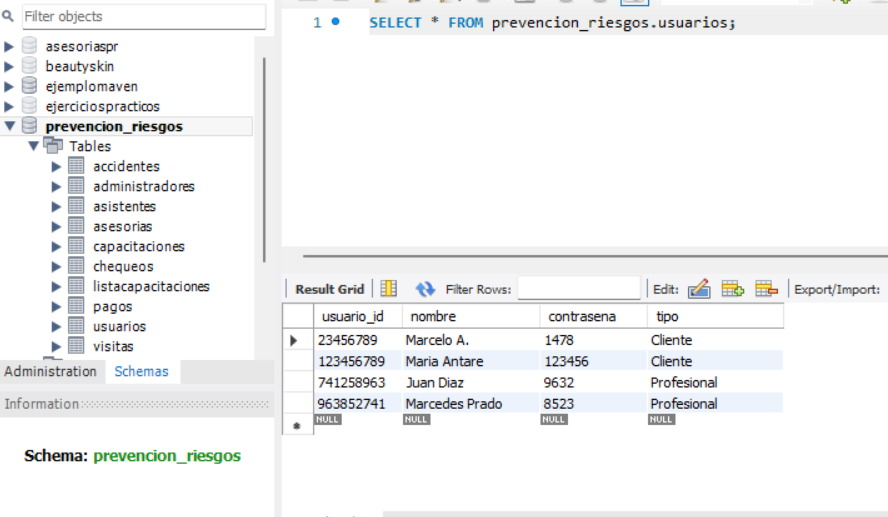 Filter objects
asesoriaspr
beautyskin
ejemplomaven
ejerciciospracticos
prevencion_riesgos
Tables
accidentes
administradores
asistentes
asesorias
capacitaciones
chequeos
listacapacitaciones
pagos
usuarios
visitas
Administration Schemas
Information
Schema: prevencion_riesgos
1 SELECT * FROM prevencion_riesgos.usuarios;
Result Grid Filter Rows: Edit: Export/Import:
usuario_id nombre contrasena tipo
23456789 Marcelo A. 1478 Cliente
123456789 Maria Antare 123456 Cliente
741258963 Juan Diaz 9632 Profesional
963852741 Marcedes Prado 8523 Profesional
NULL NULL NULL NULL